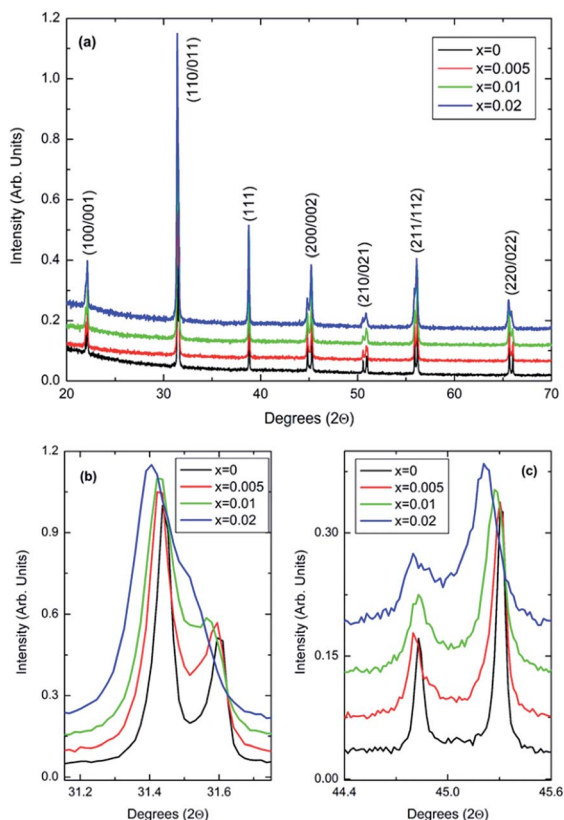 (a)
x=0
x=0.005
x=0.01
x=0.02
(100/001)
(110/011)
(111)
(200/002)
(210/021)
(211/112)
(220/022)
Intensity (Arb. Units)
1.2
1.0
0.8
0.6
0.4
0.2
0.0
20 30 40 50 60 70
Degrees (2Θ)
(b)
x=0
x=0.005
x=0.01
x=0.02
Intensity (Arb. Units)
1.2
0.9
0.6
0.3
0.0
31.2 31.4 31.6
Degrees (2Θ)
(c)
x=0
x=0.005
x=0.01
x=0.02
Intensity (Arb. Units)
0.30
0.15
0.00
44.4 45.0 45.6
Degrees (2Θ)